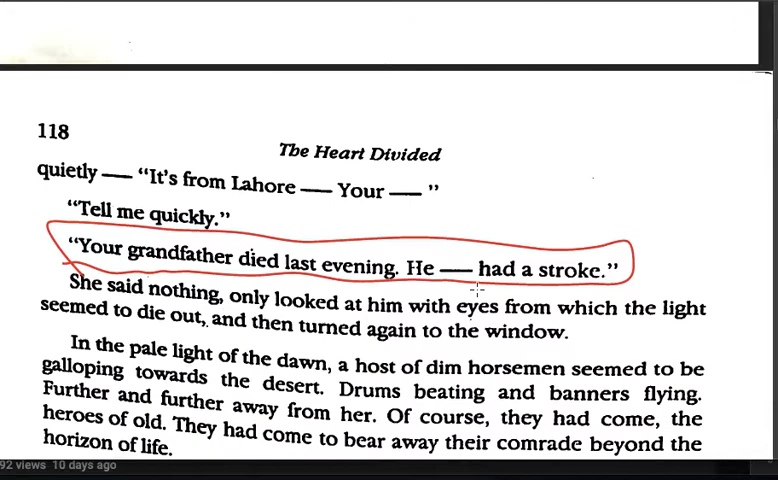 118
The Heart Divided
quietly — “It’s from Lahore — Your — ”
“Tell me quickly.”
“Your grandfather died last evening. He — had a stroke.”
She said nothing, only looked at him with eyes from which the light
seemed to die out, and then turned again to the window.
In the pale light of the dawn, a host of dim horsemen seemed to be
galloping towards the desert. Drums beating and banners flying.
Further and further away from her. Of course, they had come, the
heroes of old. They had come to bear away their comrade beyond the
horizon of life.
92 views 10 days ago